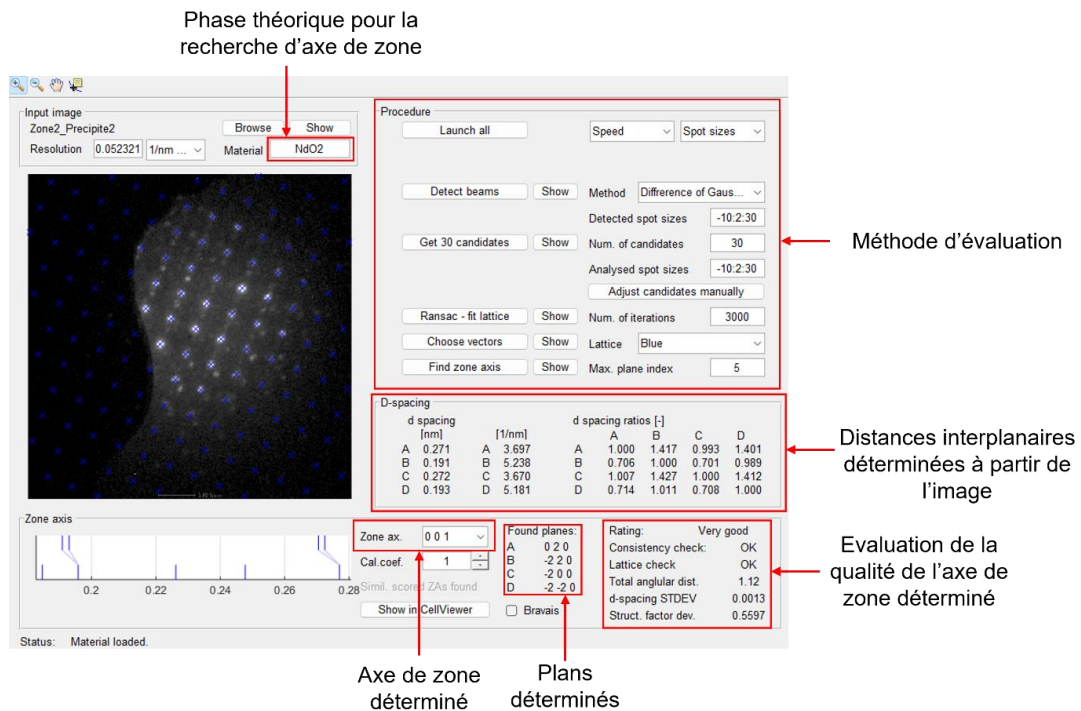 Phase théorique pour la
recherche d'axe de zone
Input image
Zone2_Precipite2
Browse
Show
Resolution
0.052321
1/nm ...
Material
NdO2
Procedure
Launch all
Speed
Spot sizes
Detect beams
Show
Method
Diffrerence of Gaus...
Detected spot sizes
-10:2:30
Get 30 candidates
Show
Num. of candidates
30
Analysed spot sizes
-10:2:30
Adjust candidates manually
Ransac - fit lattice
Show
Num. of iterations
3000
Choose vectors
Show
Lattice
Blue
Find zone axis
Show
Max. plane index
5
Méthode d'évaluation
D-spacing
d spacing
d spacing ratios [-]
[nm] [1/nm] A B C D
A 0.271 A 3.697 A 1.000 1.417 0.993 1.401
B 0.191 B 5.238 B 0.706 1.000 0.701 0.989
C 0.272 C 3.670 C 1.007 1.427 1.000 1.412
D 0.193 D 5.181 D 0.714 1.011 0.708 1.000
Distances interplanaires
déterminées à partir de
l'image
Zone axis
0.2 0.22 0.24 0.26 0.28
Zone ax.
0 0 1
Cal.coef.
1
Simil. scored ZAs found
Show in CellViewer
Bravais
Found planes:
A 0 2 0
B -2 2 0
C -2 0 0
D -2 -2 0
Rating: Very good
Consistency check: OK
Lattice check OK
Total anglular dist. 1.12
d-spacing STDEV 0.0013
Struct. factor dev. 0.5597
Evaluation de la
qualité de l'axe de
zone déterminé
Status: Material loaded.
Axe de zone
déterminé
Plans
déterminés